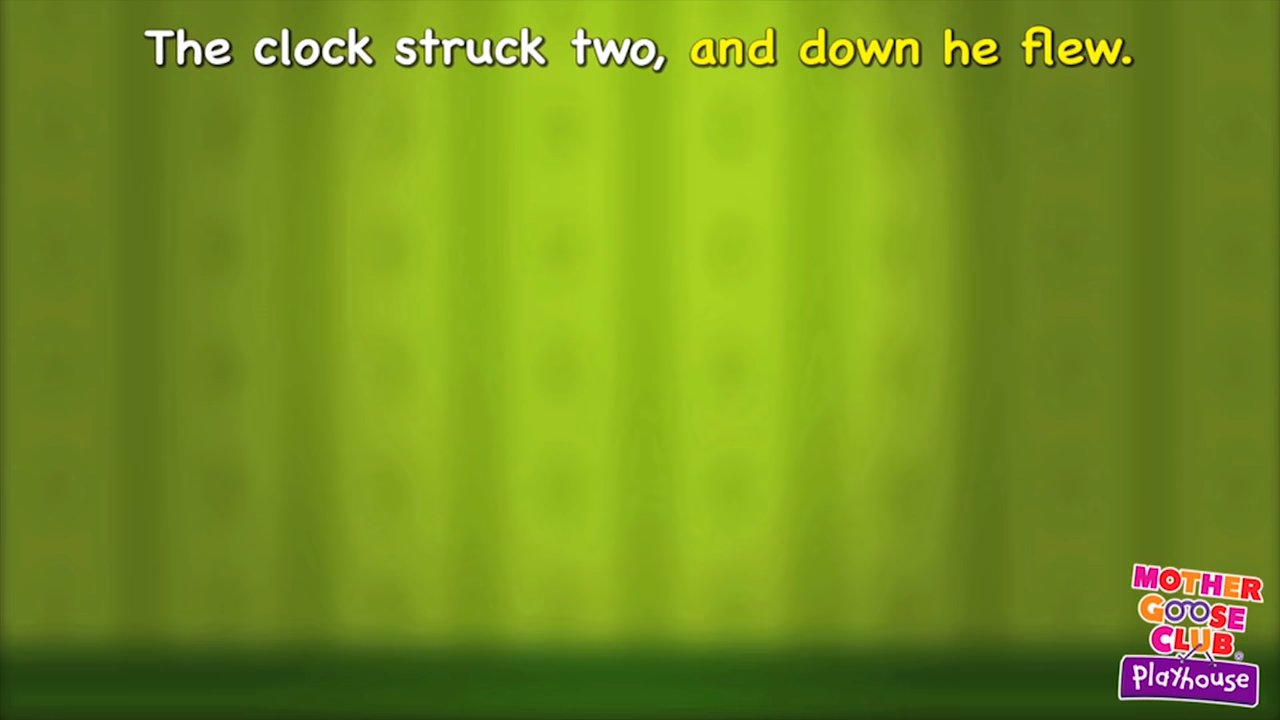 The clock struck two, and down he flew.
MOTHER
GOOSE
CLUB
Playhouse